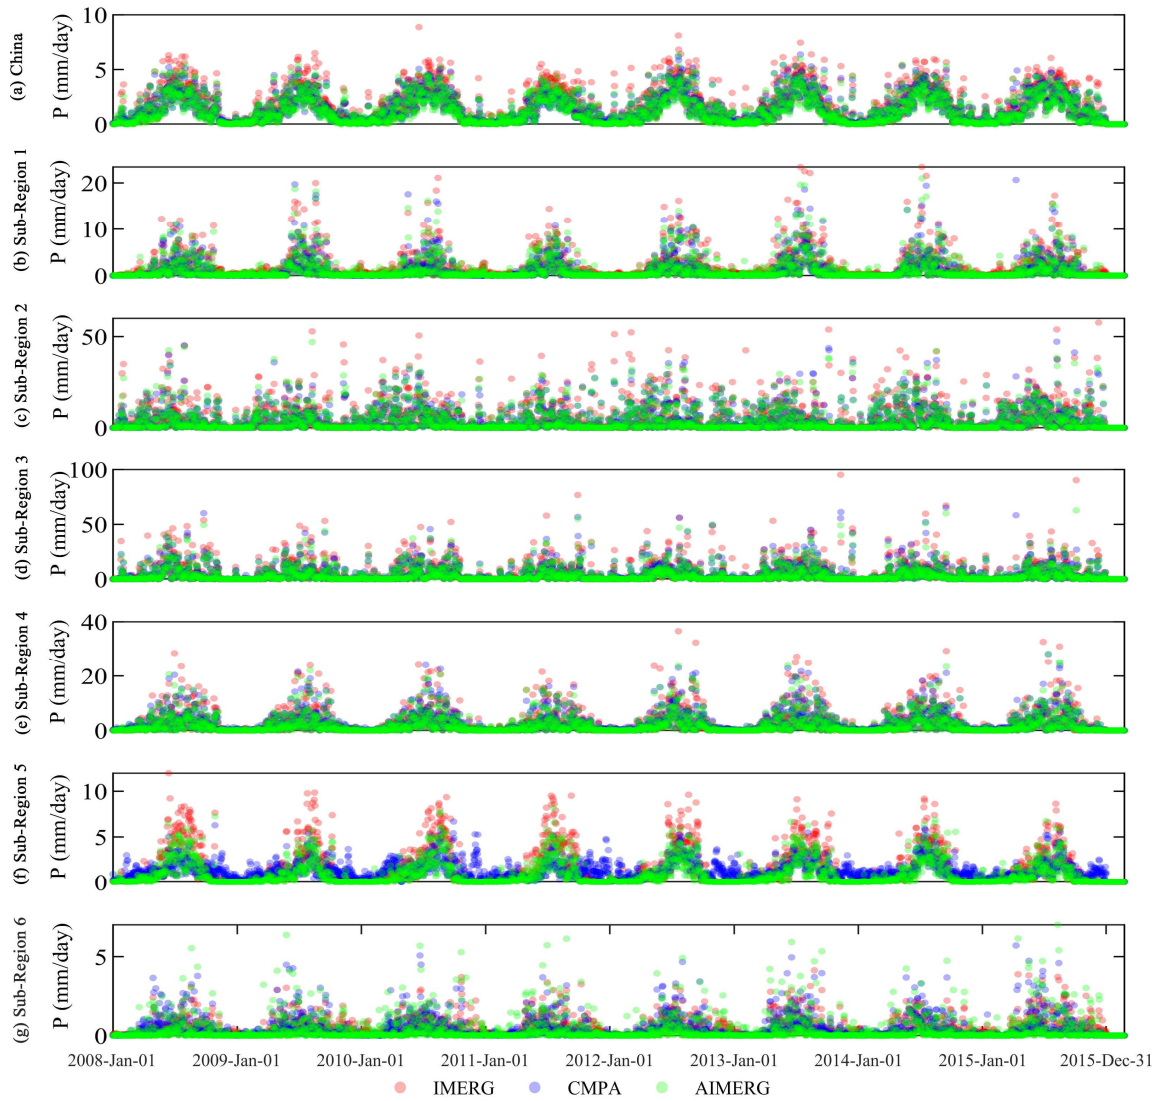 (a) China
P (mm/day)
10
5
0
(b) Sub-Region 1
P (mm/day)
20
10
0
(c) Sub-Region 2
P (mm/day)
50
0
(d) Sub-Region 3
P (mm/day)
100
50
0
(e) Sub-Region 4
P (mm/day)
40
20
0
(f) Sub-Region 5
P (mm/day)
10
5
0
(g) Sub-Region 6
P (mm/day)
5
0
2008-Jan-01 2009-Jan-01 2010-Jan-01 2011-Jan-01 2012-Jan-01 2013-Jan-01 2014-Jan-01 2015-Jan-01 2015-Dec-31
IMERG CMPA AIMERG